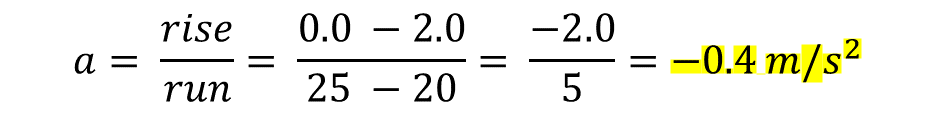 a = rise/run = (0.0 − 2.0)/(25 − 20) = −2.0/5 = −0.4 m/s²